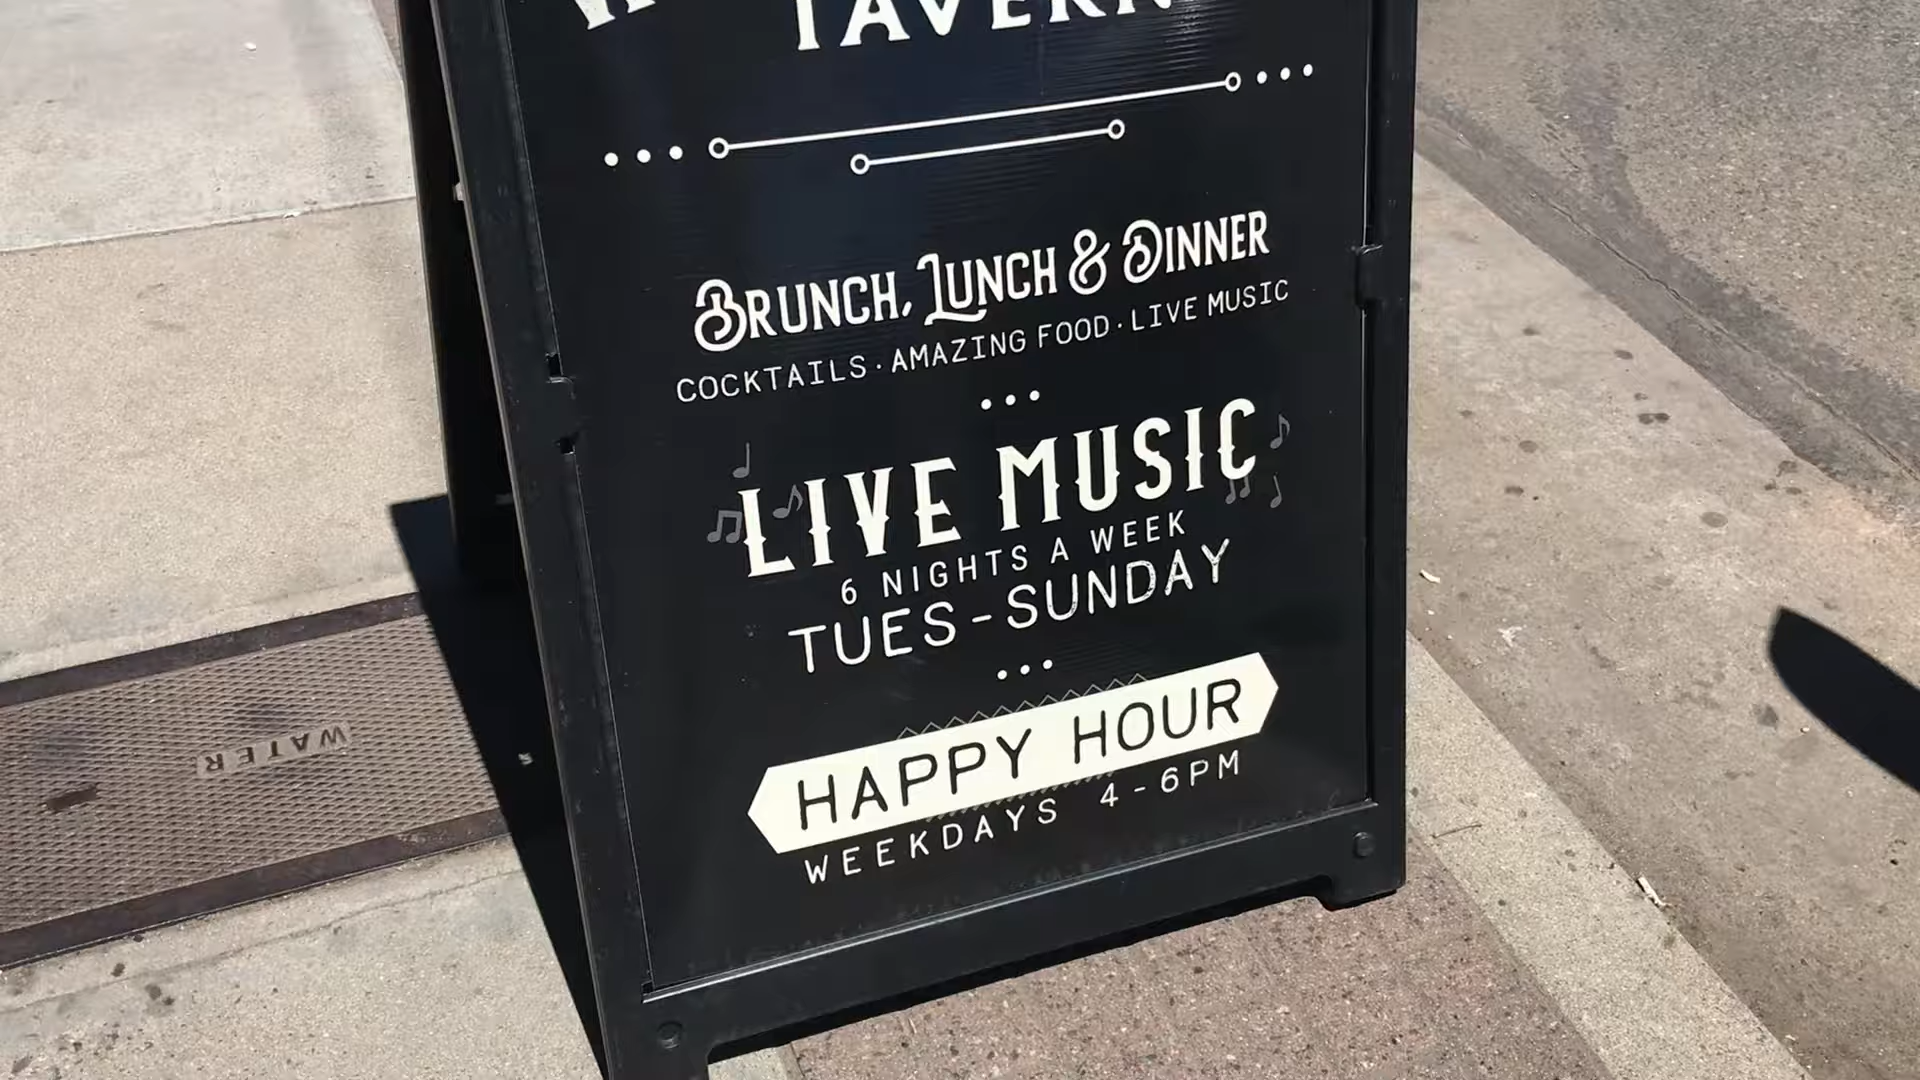 TAVERN
BRUNCH, LUNCH & DINNER
COCKTAILS · AMAZING FOOD · LIVE MUSIC
LIVE MUSIC
6 NIGHTS A WEEK
TUES-SUNDAY
HAPPY HOUR
WEEKDAYS 4-6PM
WATER